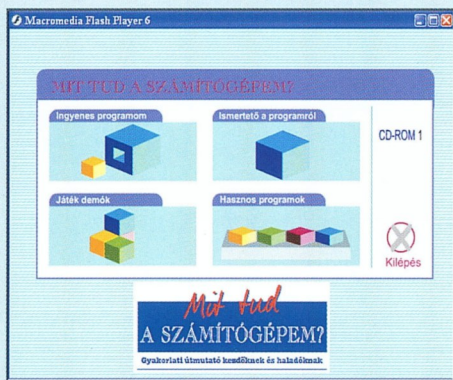 Macromedia Flash Player 6
MIT TUD A SZÁMÍTÓGÉPEM?
Ingyenes programom
Ismertető a programról
CD-ROM 1
Játék demók
Hasznos programok
Kilépés
Mit tud
A SZÁMÍTÓGÉPEM?
Gyakorlati útmutató kezdőknek és haladóknak